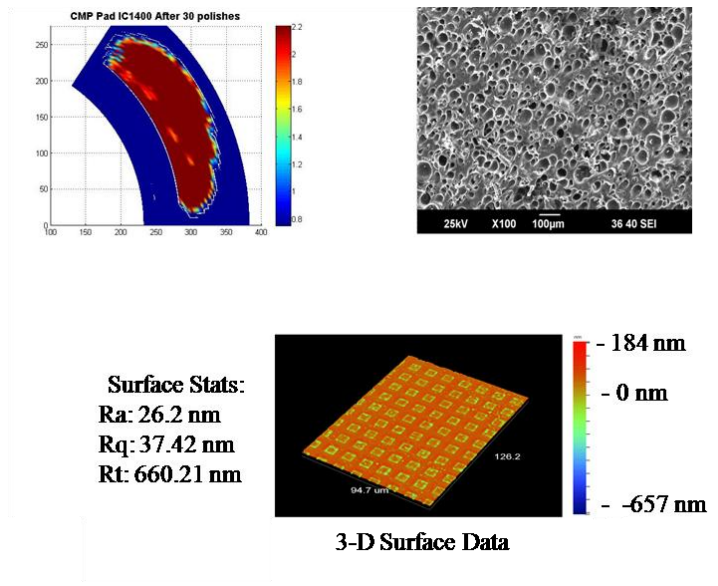 CMP Pad IC1400 After 30 polishes
250
200
150
100
50
0
100 150 200 250 300 350 400
2.2
2
1.8
1.6
1.4
1.2
1
0.8
25kV X100 100µm 36 40 SEI
Surface Stats:
Ra: 26.2 nm
Rq: 37.42 nm
Rt: 660.21 nm
94.7 um
126.2
- 184 nm
- 0 nm
- -657 nm
3-D Surface Data